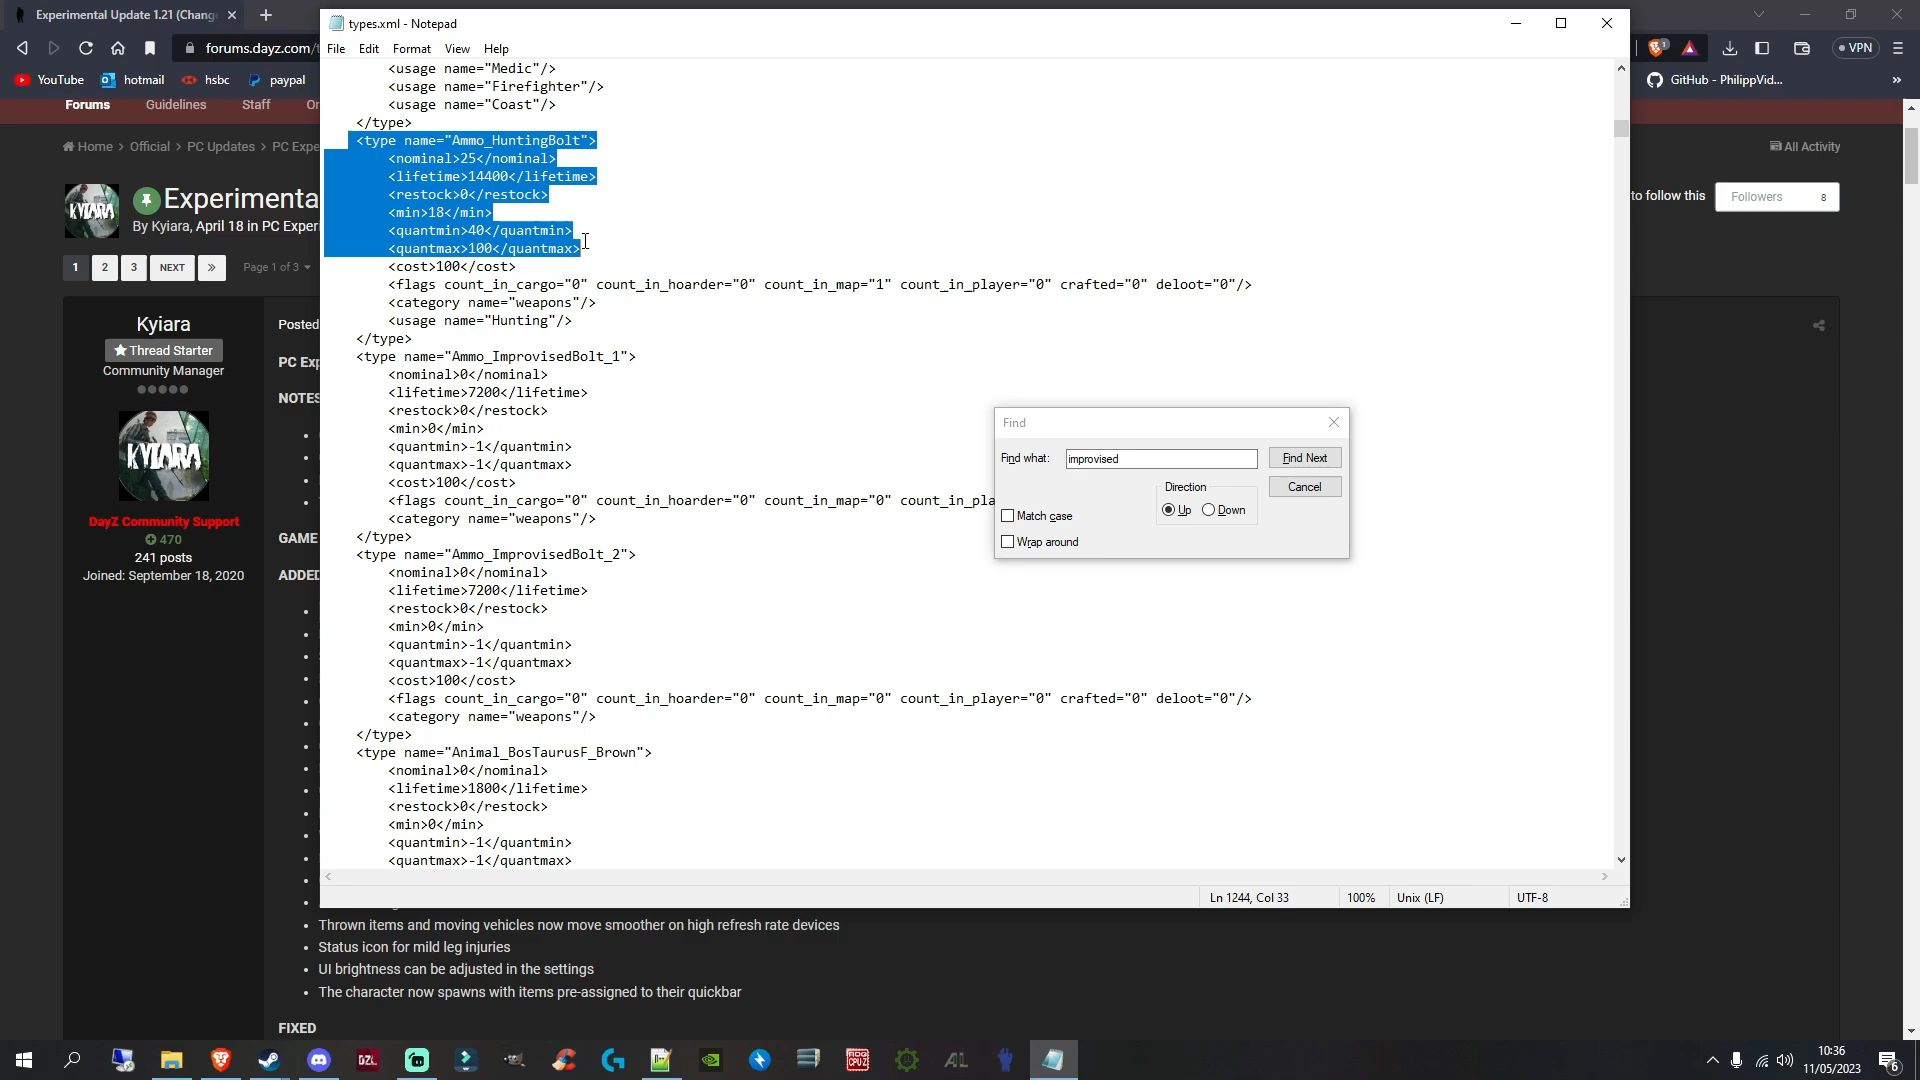 Experimental Update 1.21 (Chang
types.xml - Notepad
forums.dayz.com/
VPN
File Edit Format View Help
YouTube hotmail hsbc paypal
GitHub - PhilippVid...
Forums Guidelines Staff
Home > Official > PC Updates > PC Expe
All Activity
Experimenta
By Kyiara, April 18 in PC Experi
to follow this
Followers 8
1 2 3 NEXT
Page 1 of 3
Kyiara
Thread Starter
Community Manager
KYIARA
DayZ Community Support
470
241 posts
Joined: September 18, 2020
Posted
PC Exp
NOTES
GAME
ADDED
<usage name="Medic"/>
<usage name="Firefighter"/>
<usage name="Coast"/>
</type>
<type name="Ammo_HuntingBolt">
<nominal>25</nominal>
<lifetime>14400</lifetime>
<restock>0</restock>
<min>18</min>
<quantmin>40</quantmin>
<quantmax>100</quantmax>
<cost>100</cost>
<flags count_in_cargo="0" count_in_hoarder="0" count_in_map="1" count_in_player="0" crafted="0" deloot="0"/>
<category name="weapons"/>
<usage name="Hunting"/>
</type>
<type name="Ammo_ImprovisedBolt_1">
<nominal>0</nominal>
<lifetime>7200</lifetime>
<restock>0</restock>
<min>0</min>
<quantmin>-1</quantmin>
<quantmax>-1</quantmax>
<cost>100</cost>
<flags count_in_cargo="0" count_in_hoarder="0" count_in_map="0" count_in_pla
<category name="weapons"/>
</type>
<type name="Ammo_ImprovisedBolt_2">
<nominal>0</nominal>
<lifetime>7200</lifetime>
<restock>0</restock>
<min>0</min>
<quantmin>-1</quantmin>
<quantmax>-1</quantmax>
<cost>100</cost>
<flags count_in_cargo="0" count_in_hoarder="0" count_in_map="0" count_in_player="0" crafted="0" deloot="0"/>
<category name="weapons"/>
</type>
<type name="Animal_BosTaurusF_Brown">
<nominal>0</nominal>
<lifetime>1800</lifetime>
<restock>0</restock>
<min>0</min>
<quantmin>-1</quantmin>
<quantmax>-1</quantmax>
Find
Find what: improvised Find Next
Direction Cancel
Up Down
Match case
Wrap around
Ln 1244, Col 33 100% Unix (LF) UTF-8
Thrown items and moving vehicles now move smoother on high refresh rate devices
Status icon for mild leg injuries
UI brightness can be adjusted in the settings
The character now spawns with items pre-assigned to their quickbar
FIXED
DZL
CPU-Z
AL
10:36
11/05/2023
6